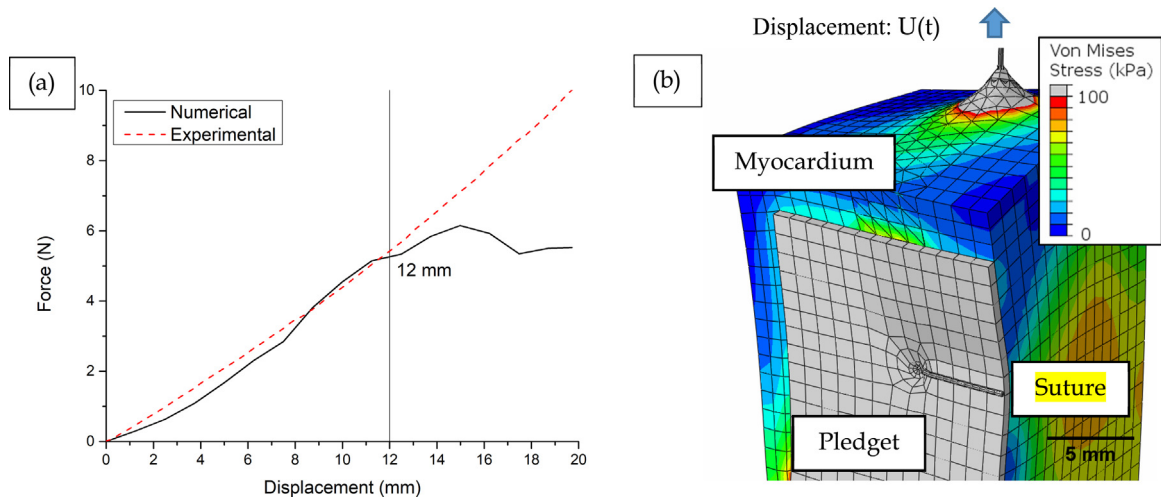 (a)
10
8
6
4
2
0
Force (N)
Numerical
Experimental
12 mm
0 2 4 6 8 10 12 14 16 18 20
Displacement (mm)
Displacement: U(t)
(b)
Von Mises
Stress (kPa)
100
0
Myocardium
Suture
Pledget
5 mm